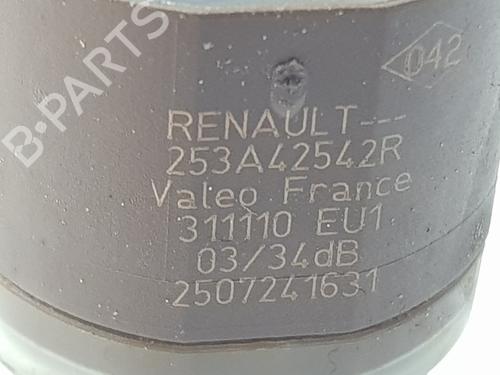 B-PARTS
042
RENAULT---
253A42542R
Valeo France
311110 EU1
03/34dB
2507241631